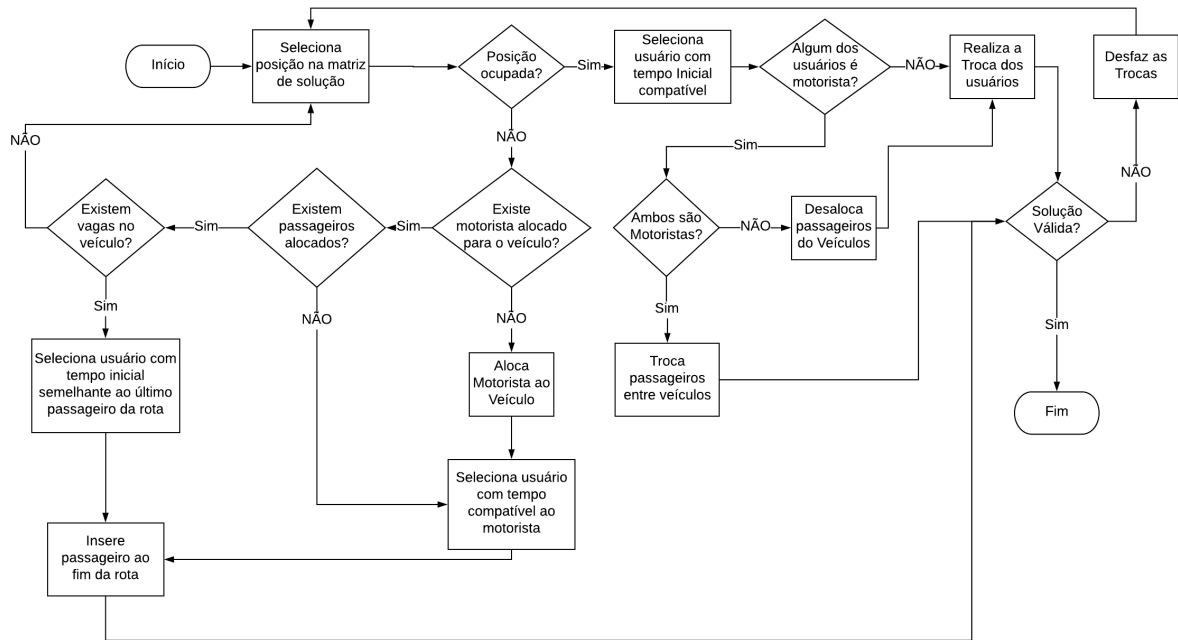 Início
Seleciona
posição na matriz
de solução
Posição
ocupada?
Sim
Seleciona
usuário com
tempo Inicial
compatível
Algum dos
usuários é
motorista?
NÃO
Realiza a
Troca dos
usuários
Desfaz as
Trocas
NÃO
NÃO
Sim
NÃO
Existem
vagas no
veículo?
Sim
Existem
passageiros
alocados?
Sim
Existe
motorista alocado
para o veículo?
Ambos são
Motoristas?
NÃO
Desaloca
passageiros
do Veículos
Solução
Válida?
Sim
NÃO
NÃO
Sim
Sim
Seleciona usuário com
tempo inicial
semelhante ao último
passageiro da rota
Aloca
Motorista ao
Veículo
Troca
passageiros
entre veículos
Fim
Seleciona usuário
com tempo
compatível ao
motorista
Insere
passageiro ao
fim da rota